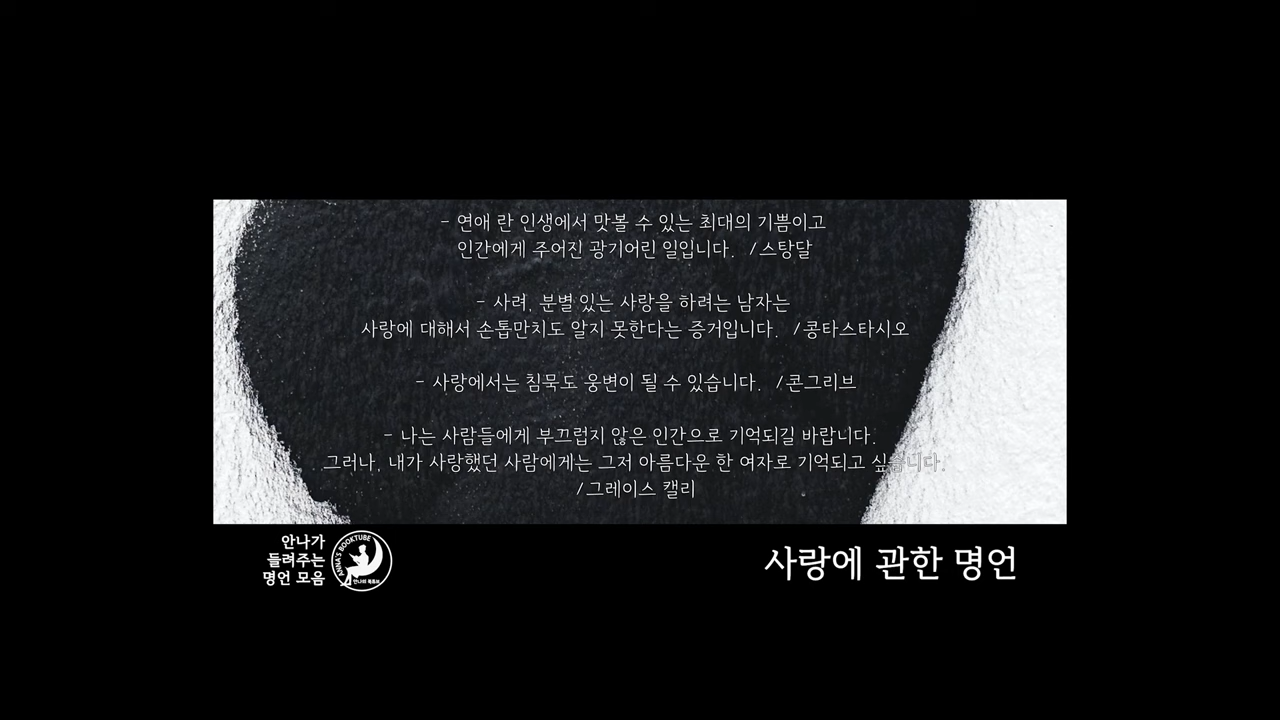 - 연애 란 인생에서 맛볼 수 있는 최대의 기쁨이고
인간에게 주어진 광기어린 일입니다. /스탕달
- 사려, 분별 있는 사랑을 하려는 남자는
사랑에 대해서 손톱만치도 알지 못한다는 증거입니다. /콩타스타시오
- 사랑에서는 침묵도 웅변이 될 수 있습니다. /콘그리브
- 나는 사람들에게 부끄럽지 않은 인간으로 기억되길 바랍니다.
그러나, 내가 사랑했던 사람에게는 그저 아름다운 한 여자로 기억되고 싶습니다.
/그레이스 캘리
안나가
들려주는
명언 모음
ANNA'S BOOKTUBE
안나의 북튜브
사랑에 관한 명언